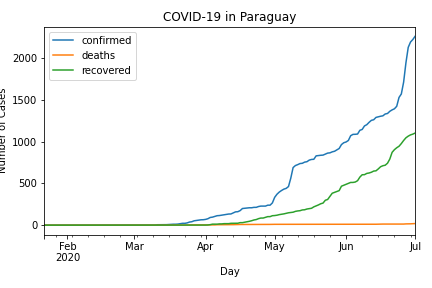 COVID-19 in Paraguay
confirmed
deaths
recovered
Number of Cases
2000
1500
1000
500
0
Feb
2020
Mar
Apr
May
Jun
Jul
Day